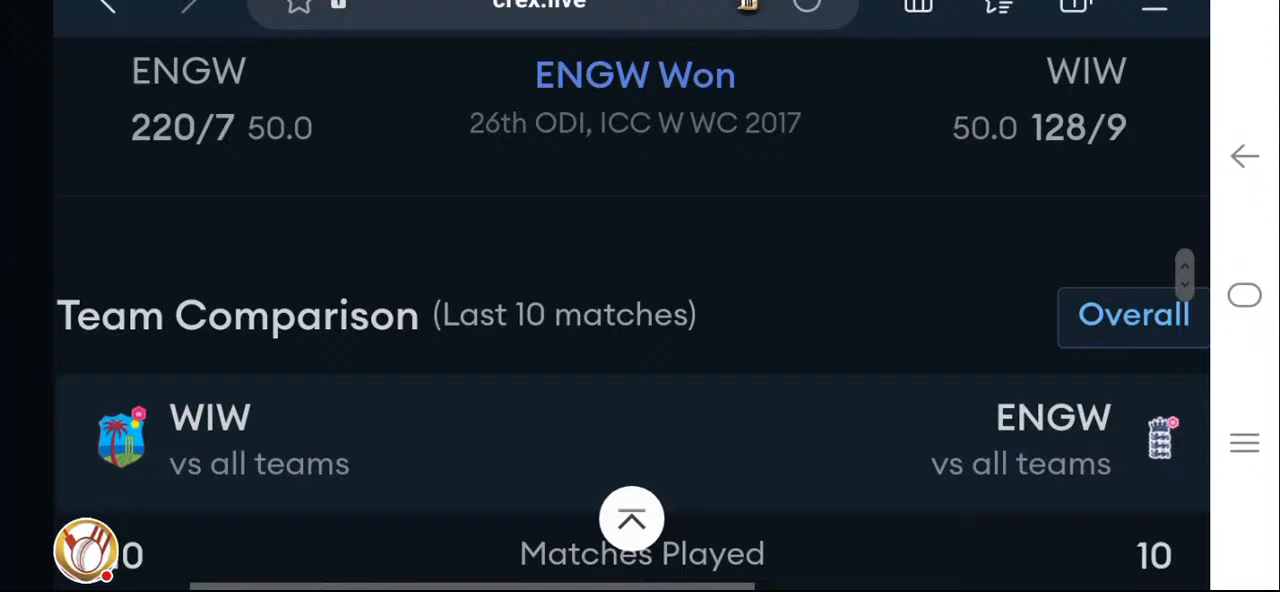 crex.live
ENGW ENGW Won WIW
220/7 50.0 26th ODI, ICC W WC 2017 50.0 128/9
Team Comparison (Last 10 matches) Overall
WIW ENGW
vs all teams vs all teams
0 Matches Played 10